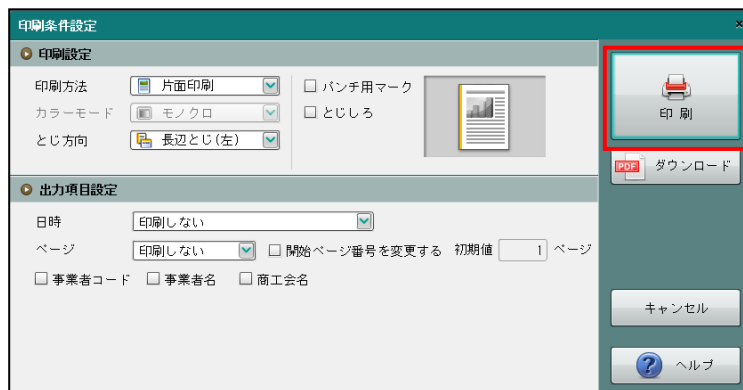 印刷条件設定
印刷設定
印刷方法 片面印刷 パンチ用マーク
カラーモード モノクロ とじしろ
とじ方向 長辺とじ(左)
出力項目設定
日時 印刷しない
ページ 印刷しない 開始ページ番号を変更する 初期値 1 ページ
事業者コード 事業者名 商工会名
印 刷
PDF ダウンロード
キャンセル
? ヘルプ